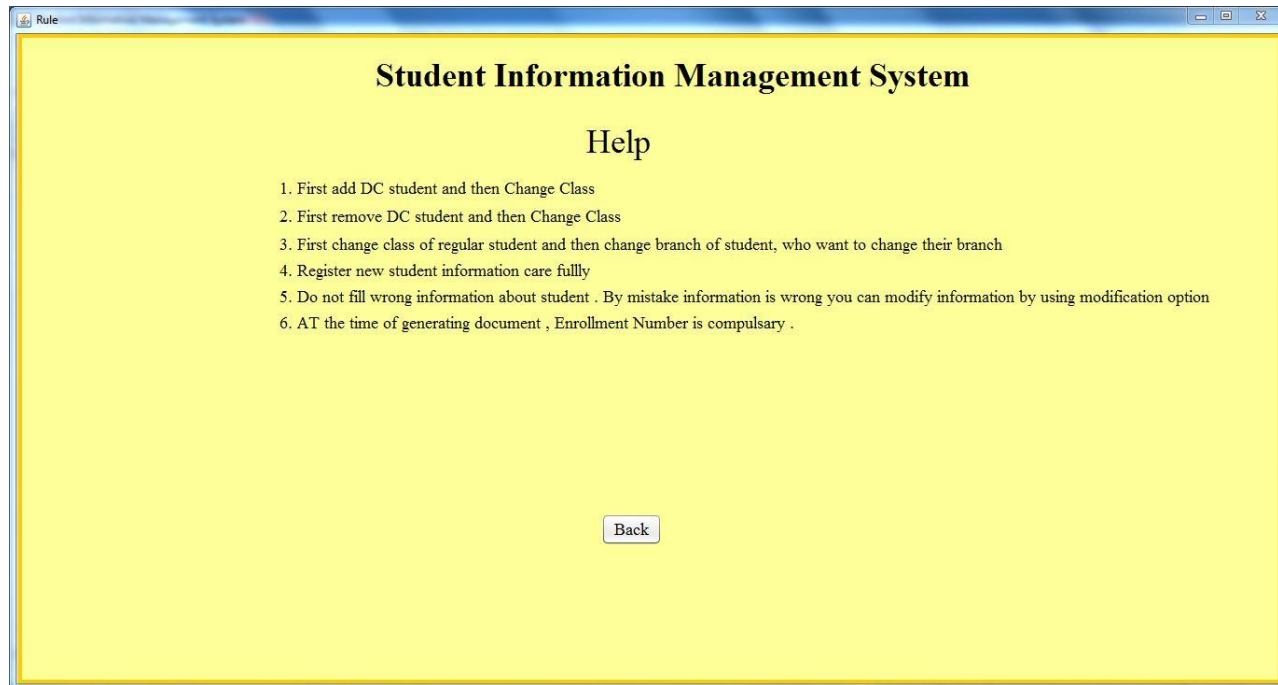 Rule
Student Information Management System
Help
1. First add DC student and then Change Class
2. First remove DC student and then Change Class
3. First change class of regular student and then change branch of student, who want to change their branch
4. Register new student information care fullly
5. Do not fill wrong information about student . By mistake information is wrong you can modify information by using modification option
6. AT the time of generating document , Enrollment Number is compulsary .
Back